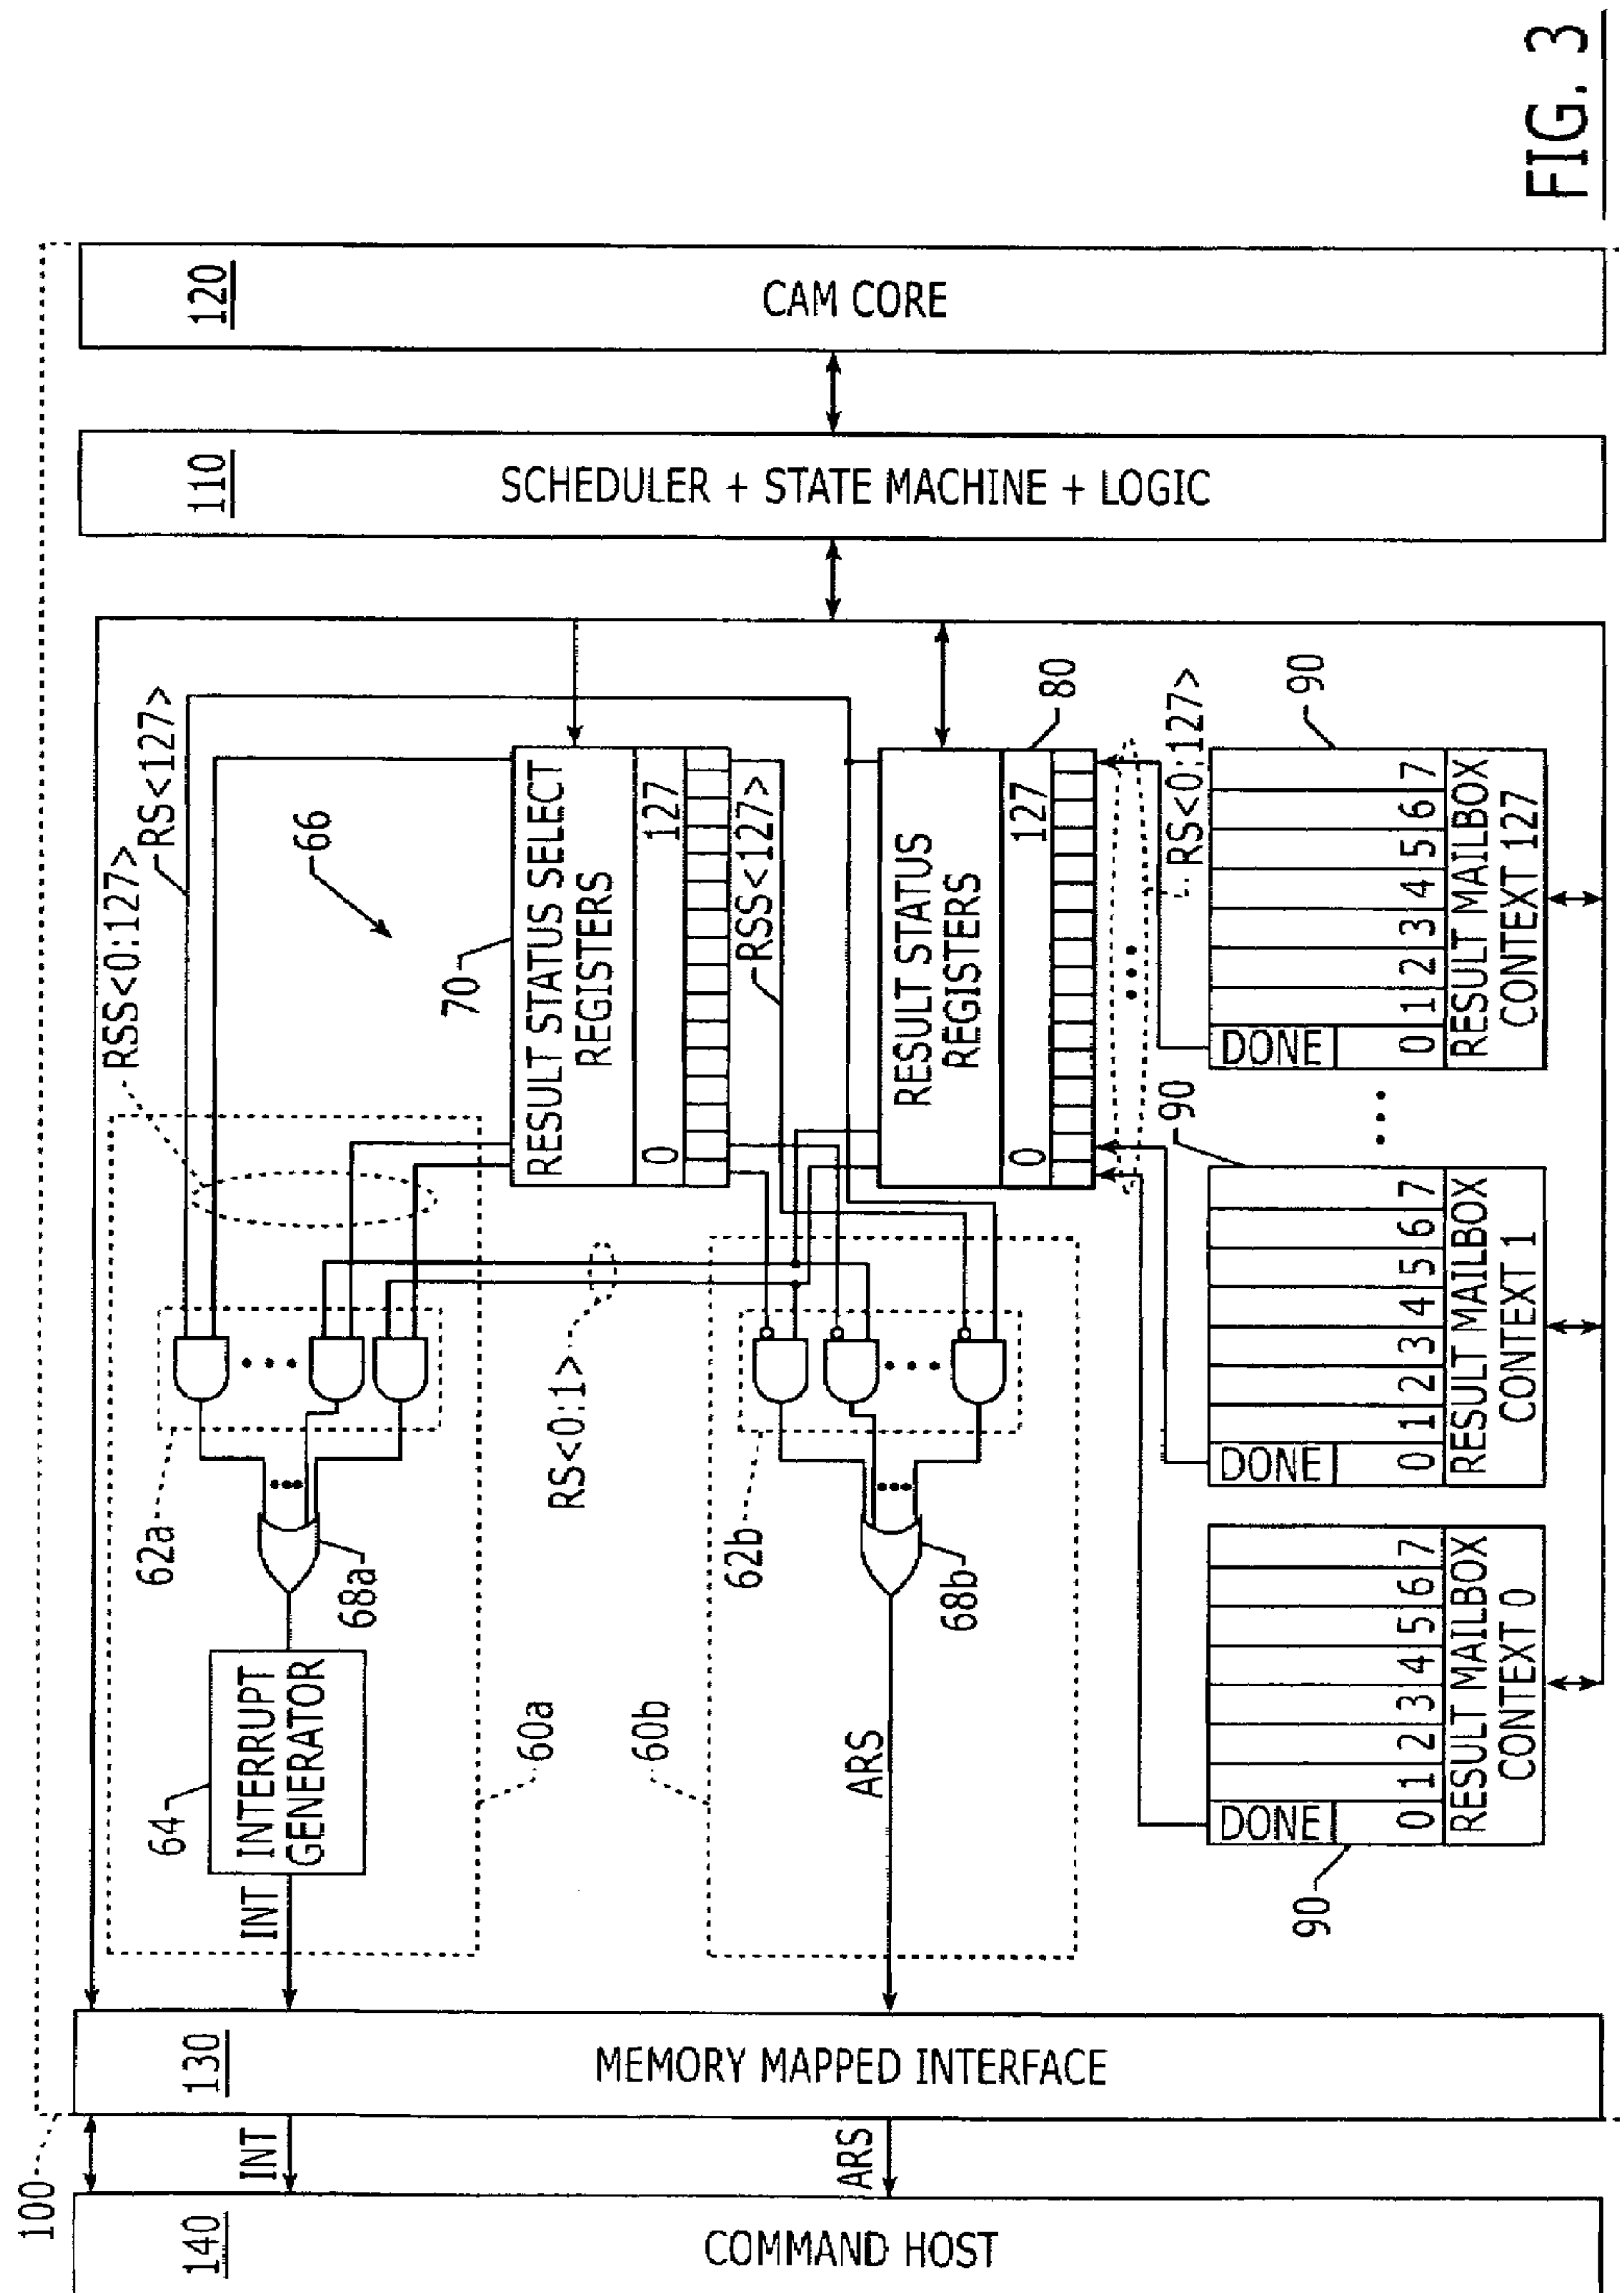 100
140
COMMAND HOST
INT
ARS
130
MEMORY MAPPED INTERFACE
INT
64
INTERRUPT
GENERATOR
60a
68a
62a
RSS<0:127>
RS<127>
66
RS<0:1>
60b
ARS
68b
62b
70
RESULT STATUS SELECT
REGISTERS
0 127
RSS<127>
RESULT STATUS
REGISTERS
0 127
80
RS<0:127>
90
DONE
0 1 2 3 4 5 6 7
RESULT MAILBOX
CONTEXT 0
90
DONE
0 1 2 3 4 5 6 7
RESULT MAILBOX
CONTEXT 1
90
DONE
0 1 2 3 4 5 6 7
RESULT MAILBOX
CONTEXT 127
110
SCHEDULER + STATE MACHINE + LOGIC
120
CAM CORE
FIG. 3